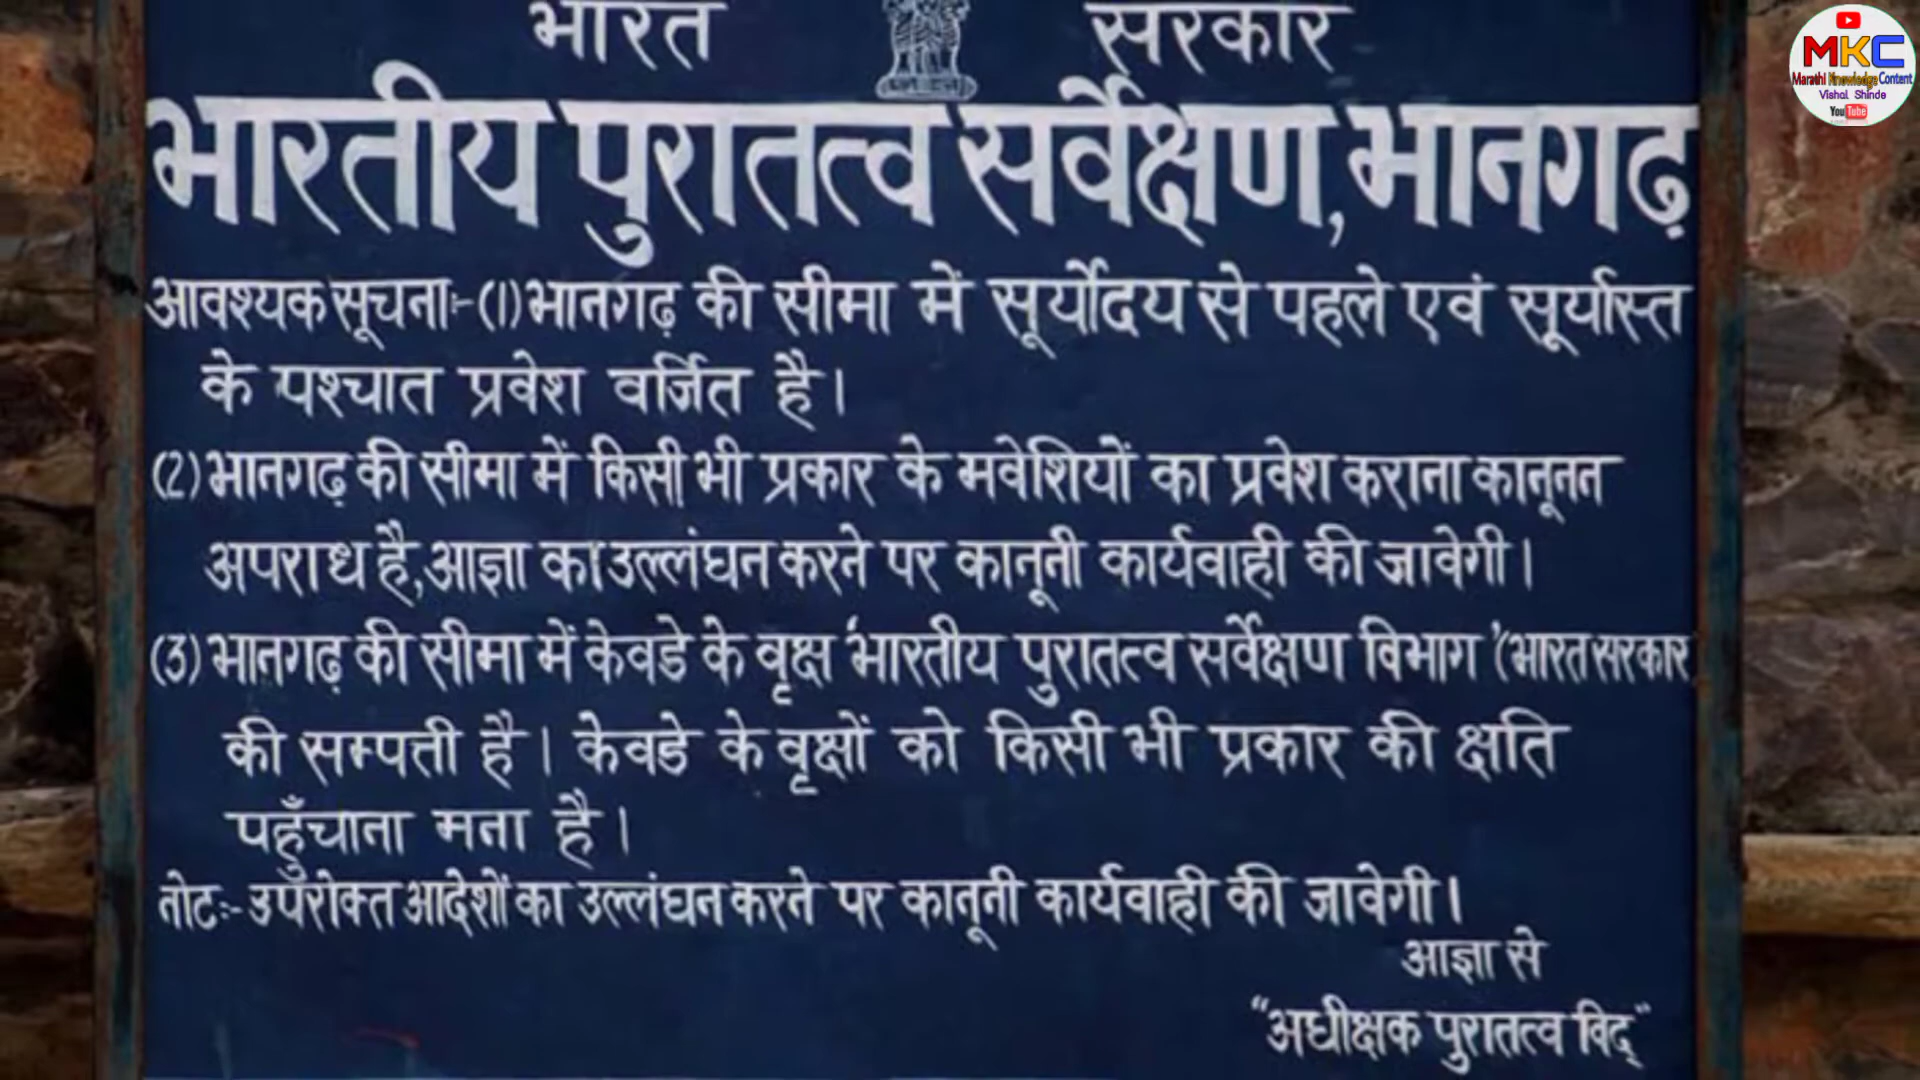 भारत सरकार
भारतीय पुरातत्व सर्वेक्षण, भानगढ़
आवश्यक सूचनाः- (1) भानगढ़ की सीमा में सूर्योदय से पहले एवं सूर्यास्त
के पश्चात प्रवेश वर्जित है।
(2) भानगढ़ की सीमा में किसी भी प्रकार के मवेशियों का प्रवेश कराना कानूनन
अपराध है, आज्ञा का उल्लंघन करने पर कानूनी कार्यवाही की जावेगी।
(3) भानगढ़ की सीमा में केवडे के वृक्ष 'भारतीय पुरातत्व सर्वेक्षण विभाग' (भारत सरकार
की सम्पत्ती है। केवडे के वृक्षों को किसी भी प्रकार की क्षति
पहुँचाना मना है।
नोटः- उपरोक्त आदेशों का उल्लंघन करने पर कानूनी कार्यवाही की जावेगी।
आज्ञा से
“अधीक्षक पुरातत्व विद्”
MKC
Marathi Knowledge Content
Vishal Shinde
YouTube